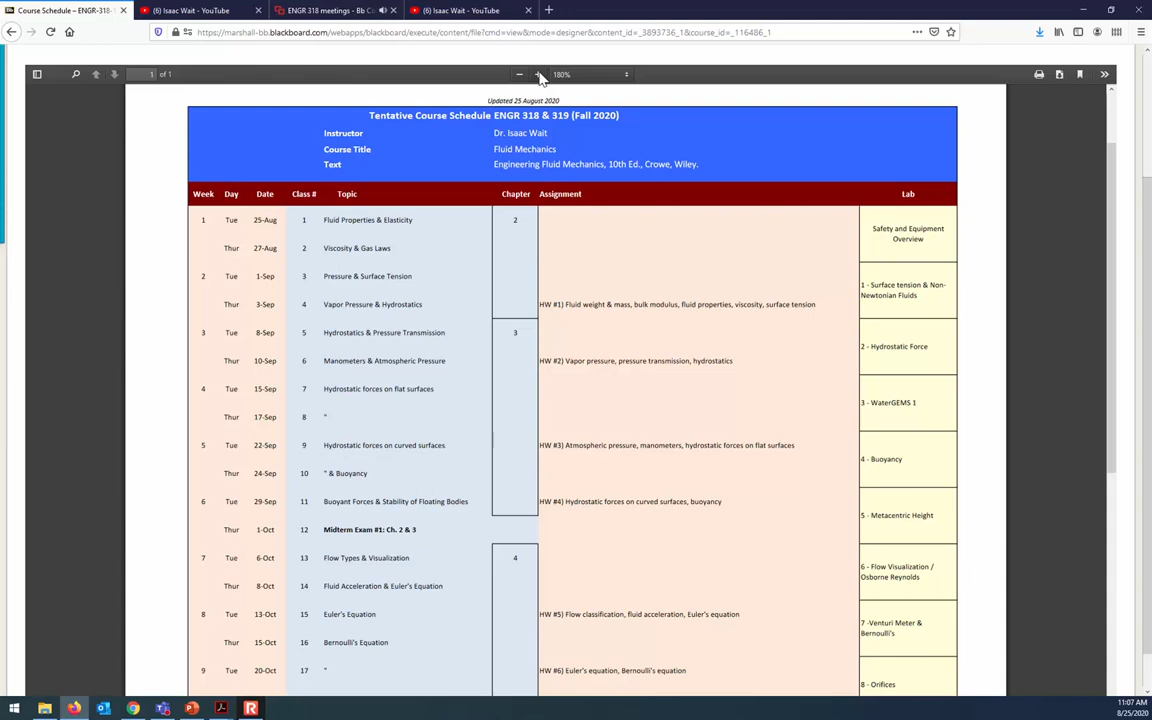 Course Schedule – ENGR-318-1
(6) Isaac Wait - YouTube
ENGR 318 meetings - Bb Co
(6) Isaac Wait - YouTube
https://marshall-bb.blackboard.com/webapps/blackboard/execute/content/file?cmd=view&mode=designer&content_id=_3893736_1&course_id=_116486_1
1 of 1
180%
Updated 25 August 2020
Tentative Course Schedule ENGR 318 & 319 (Fall 2020)
Instructor Dr. Isaac Wait
Course Title Fluid Mechanics
Text Engineering Fluid Mechanics, 10th Ed., Crowe, Wiley.
Week Day Date Class # Topic Chapter Assignment Lab
1 Tue 25-Aug 1 Fluid Properties & Elasticity 2
Safety and Equipment
Overview
Thur 27-Aug 2 Viscosity & Gas Laws
2 Tue 1-Sep 3 Pressure & Surface Tension
1 - Surface tension & Non-
Newtonian Fluids
Thur 3-Sep 4 Vapor Pressure & Hydrostatics HW #1) Fluid weight & mass, bulk modulus, fluid properties, viscosity, surface tension
3 Tue 8-Sep 5 Hydrostatics & Pressure Transmission 3
2 - Hydrostatic Force
Thur 10-Sep 6 Manometers & Atmospheric Pressure HW #2) Vapor pressure, pressure transmission, hydrostatics
4 Tue 15-Sep 7 Hydrostatic forces on flat surfaces
3 - WaterGEMS 1
Thur 17-Sep 8 "
5 Tue 22-Sep 9 Hydrostatic forces on curved surfaces HW #3) Atmospheric pressure, manometers, hydrostatic forces on flat surfaces
4 - Buoyancy
Thur 24-Sep 10 " & Buoyancy
6 Tue 29-Sep 11 Buoyant Forces & Stability of Floating Bodies HW #4) Hydrostatic forces on curved surfaces, buoyancy
5 - Metacentric Height
Thur 1-Oct 12 Midterm Exam #1: Ch. 2 & 3
7 Tue 6-Oct 13 Flow Types & Visualization 4
6 - Flow Visualization /
Osborne Reynolds
Thur 8-Oct 14 Fluid Acceleration & Euler's Equation
8 Tue 13-Oct 15 Euler's Equation HW #5) Flow classification, fluid acceleration, Euler's equation
7 -Venturi Meter &
Bernoulli's
Thur 15-Oct 16 Bernoulli's Equation
9 Tue 20-Oct 17 " HW #6) Euler's equation, Bernoulli's equation
8 - Orifices
11:07 AM
8/25/2020